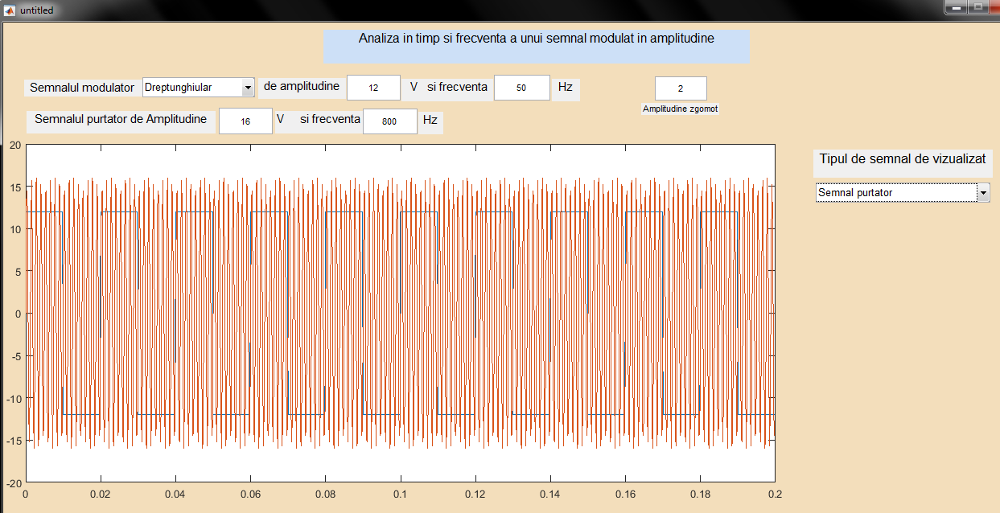 untitled
Analiza in timp si frecventa a unui semnal modulat in amplitudine
Semnalul modulator Dreptunghiular de amplitudine 12 V si frecventa 50 Hz 2
Amplitudine zgomot
Semnalul purtator de Amplitudine 16 V si frecventa 800 Hz
Tipul de semnal de vizualizat
Semnal purtator
20
15
10
5
0
-5
-10
-15
-20
0 0.02 0.04 0.06 0.08 0.1 0.12 0.14 0.16 0.18 0.2